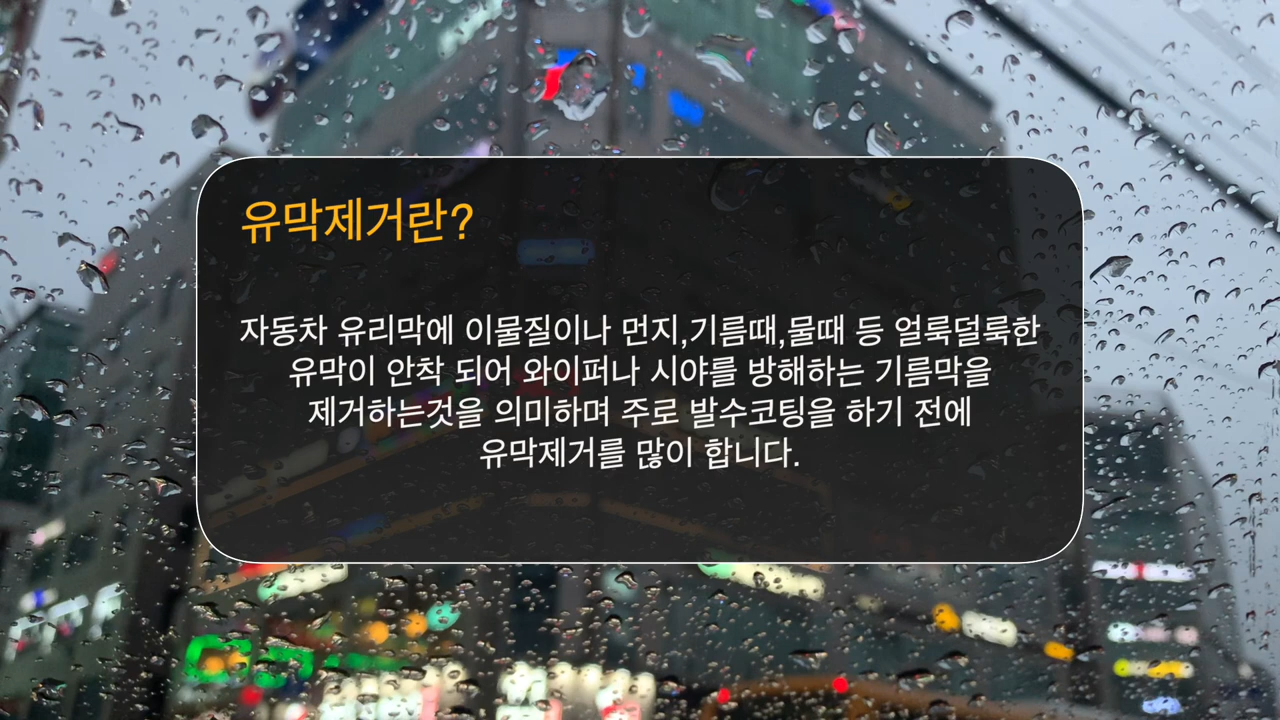 유막제거란?
자동차 유리막에 이물질이나 먼지,기름때,물때 등 얼룩덜룩한
유막이 안착 되어 와이퍼나 시야를 방해하는 기름막을
제거하는것을 의미하며 주로 발수코팅을 하기 전에
유막제거를 많이 합니다.